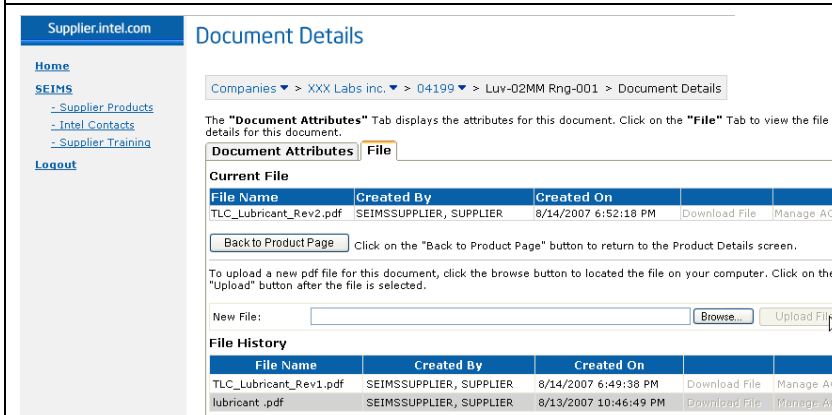 Supplier.intel.com
Document Details
Home
SEIMS
- Supplier Products
- Intel Contacts
- Supplier Training
Logout
Companies > XXX Labs inc. > 04199 > Luv-02MM Rng-001 > Document Details
The "Document Attributes" Tab displays the attributes for this document. Click on the "File" Tab to view the file
details for this document.
Document Attributes File
Current File
File Name Created By Created On
TLC_Lubricant_Rev2.pdf SEIMSSUPPLIER, SUPPLIER 8/14/2007 6:52:18 PM Download File Manage AC
Back to Product Page Click on the "Back to Product Page" button to return to the Product Details screen.
To upload a new pdf file for this document, click the browse button to located the file on your computer. Click on the
"Upload" button after the file is selected.
New File: Browse... Upload File
File History
File Name Created By Created On
TLC_Lubricant_Rev1.pdf SEIMSSUPPLIER, SUPPLIER 8/14/2007 6:49:38 PM Download File Manage AC
lubricant .pdf SEIMSSUPPLIER, SUPPLIER 8/13/2007 10:46:49 PM Download File Manage AC